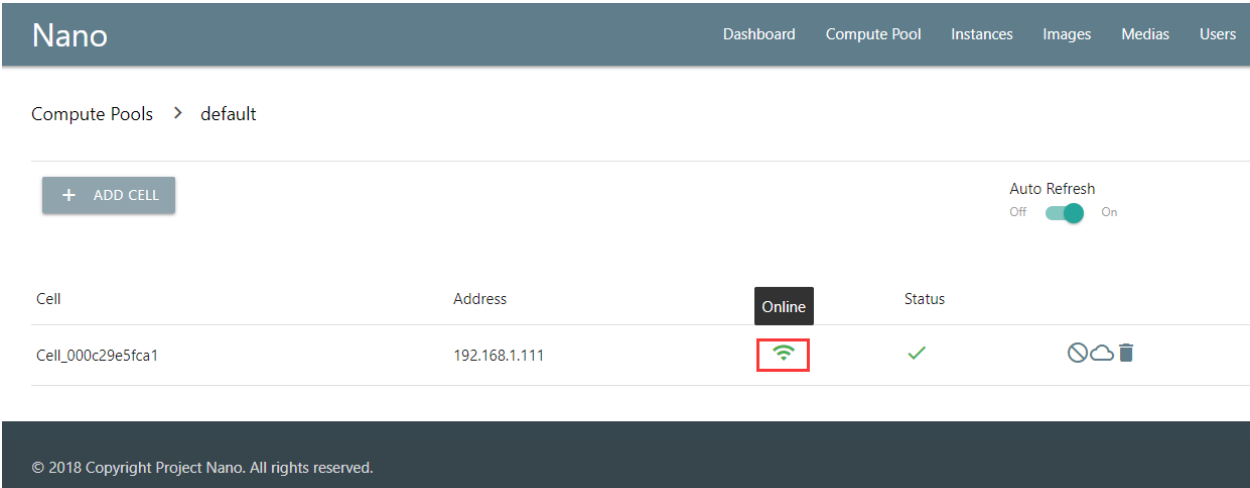 Nano Dashboard Compute Pool Instances Images Medias Users
Compute Pools > default
+ ADD CELL
Auto Refresh
Off On
Cell Address Online Status
Cell_000c29e5fca1 192.168.1.111
© 2018 Copyright Project Nano. All rights reserved.